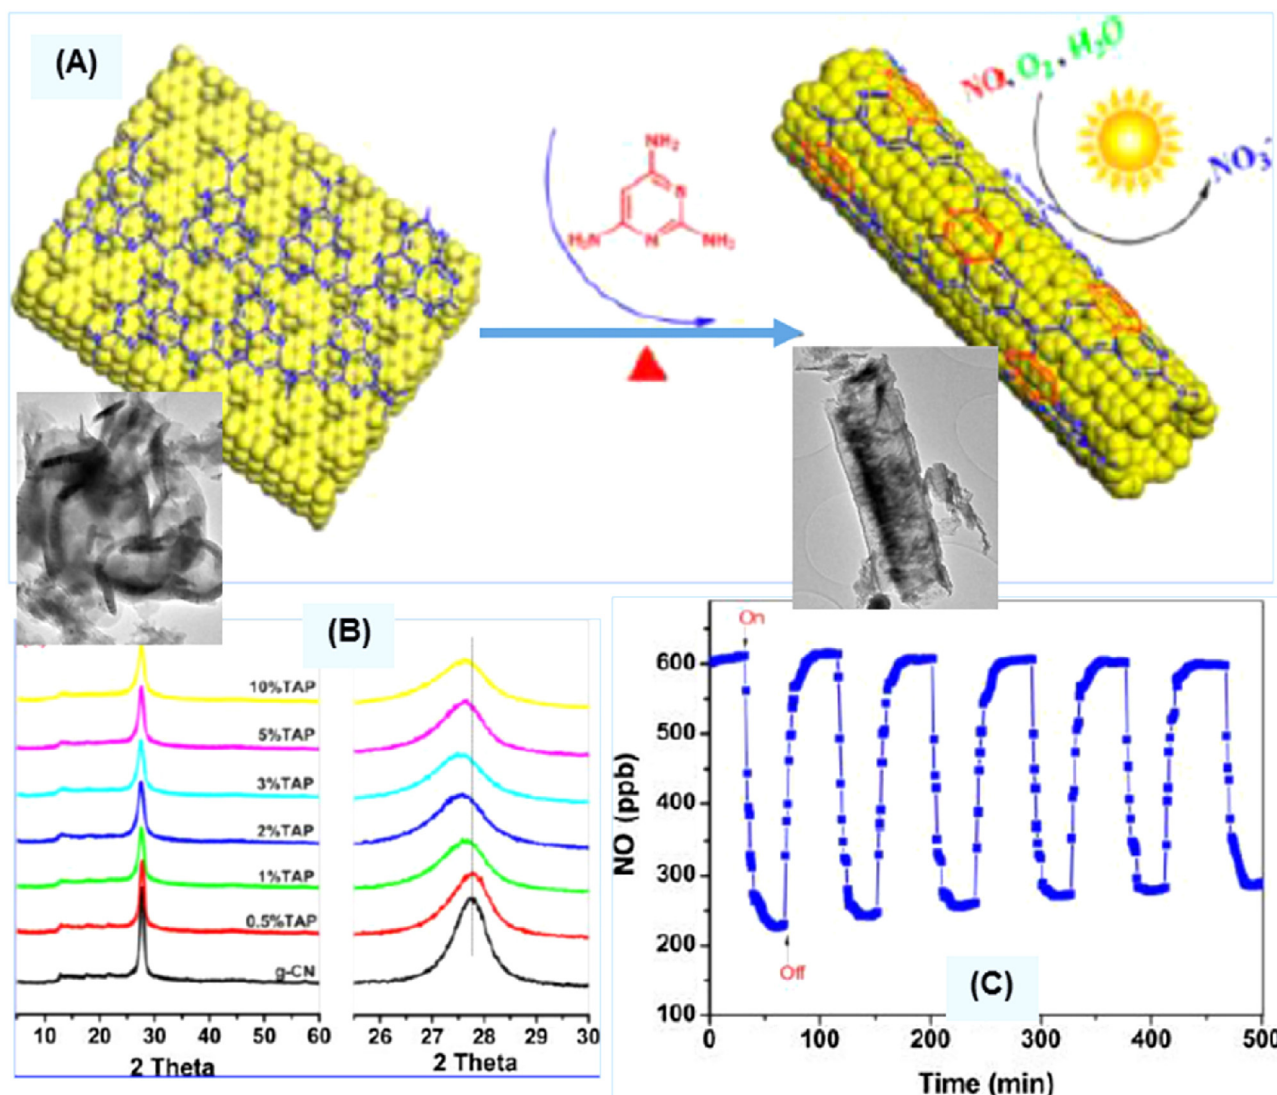 (A)
NH₂
N
H₂N
N
NH₂
NO, O₂, H₂O
NO₃⁻
(B)
10%TAP
5%TAP
3%TAP
2%TAP
1%TAP
0.5%TAP
g-CN
10 20 30 40 50 60
2 Theta
26 27 28 29 30
2 Theta
On
Off
(C)
NO (ppb)
600
500
400
300
200
100
0 100 200 300 400 500
Time (min)